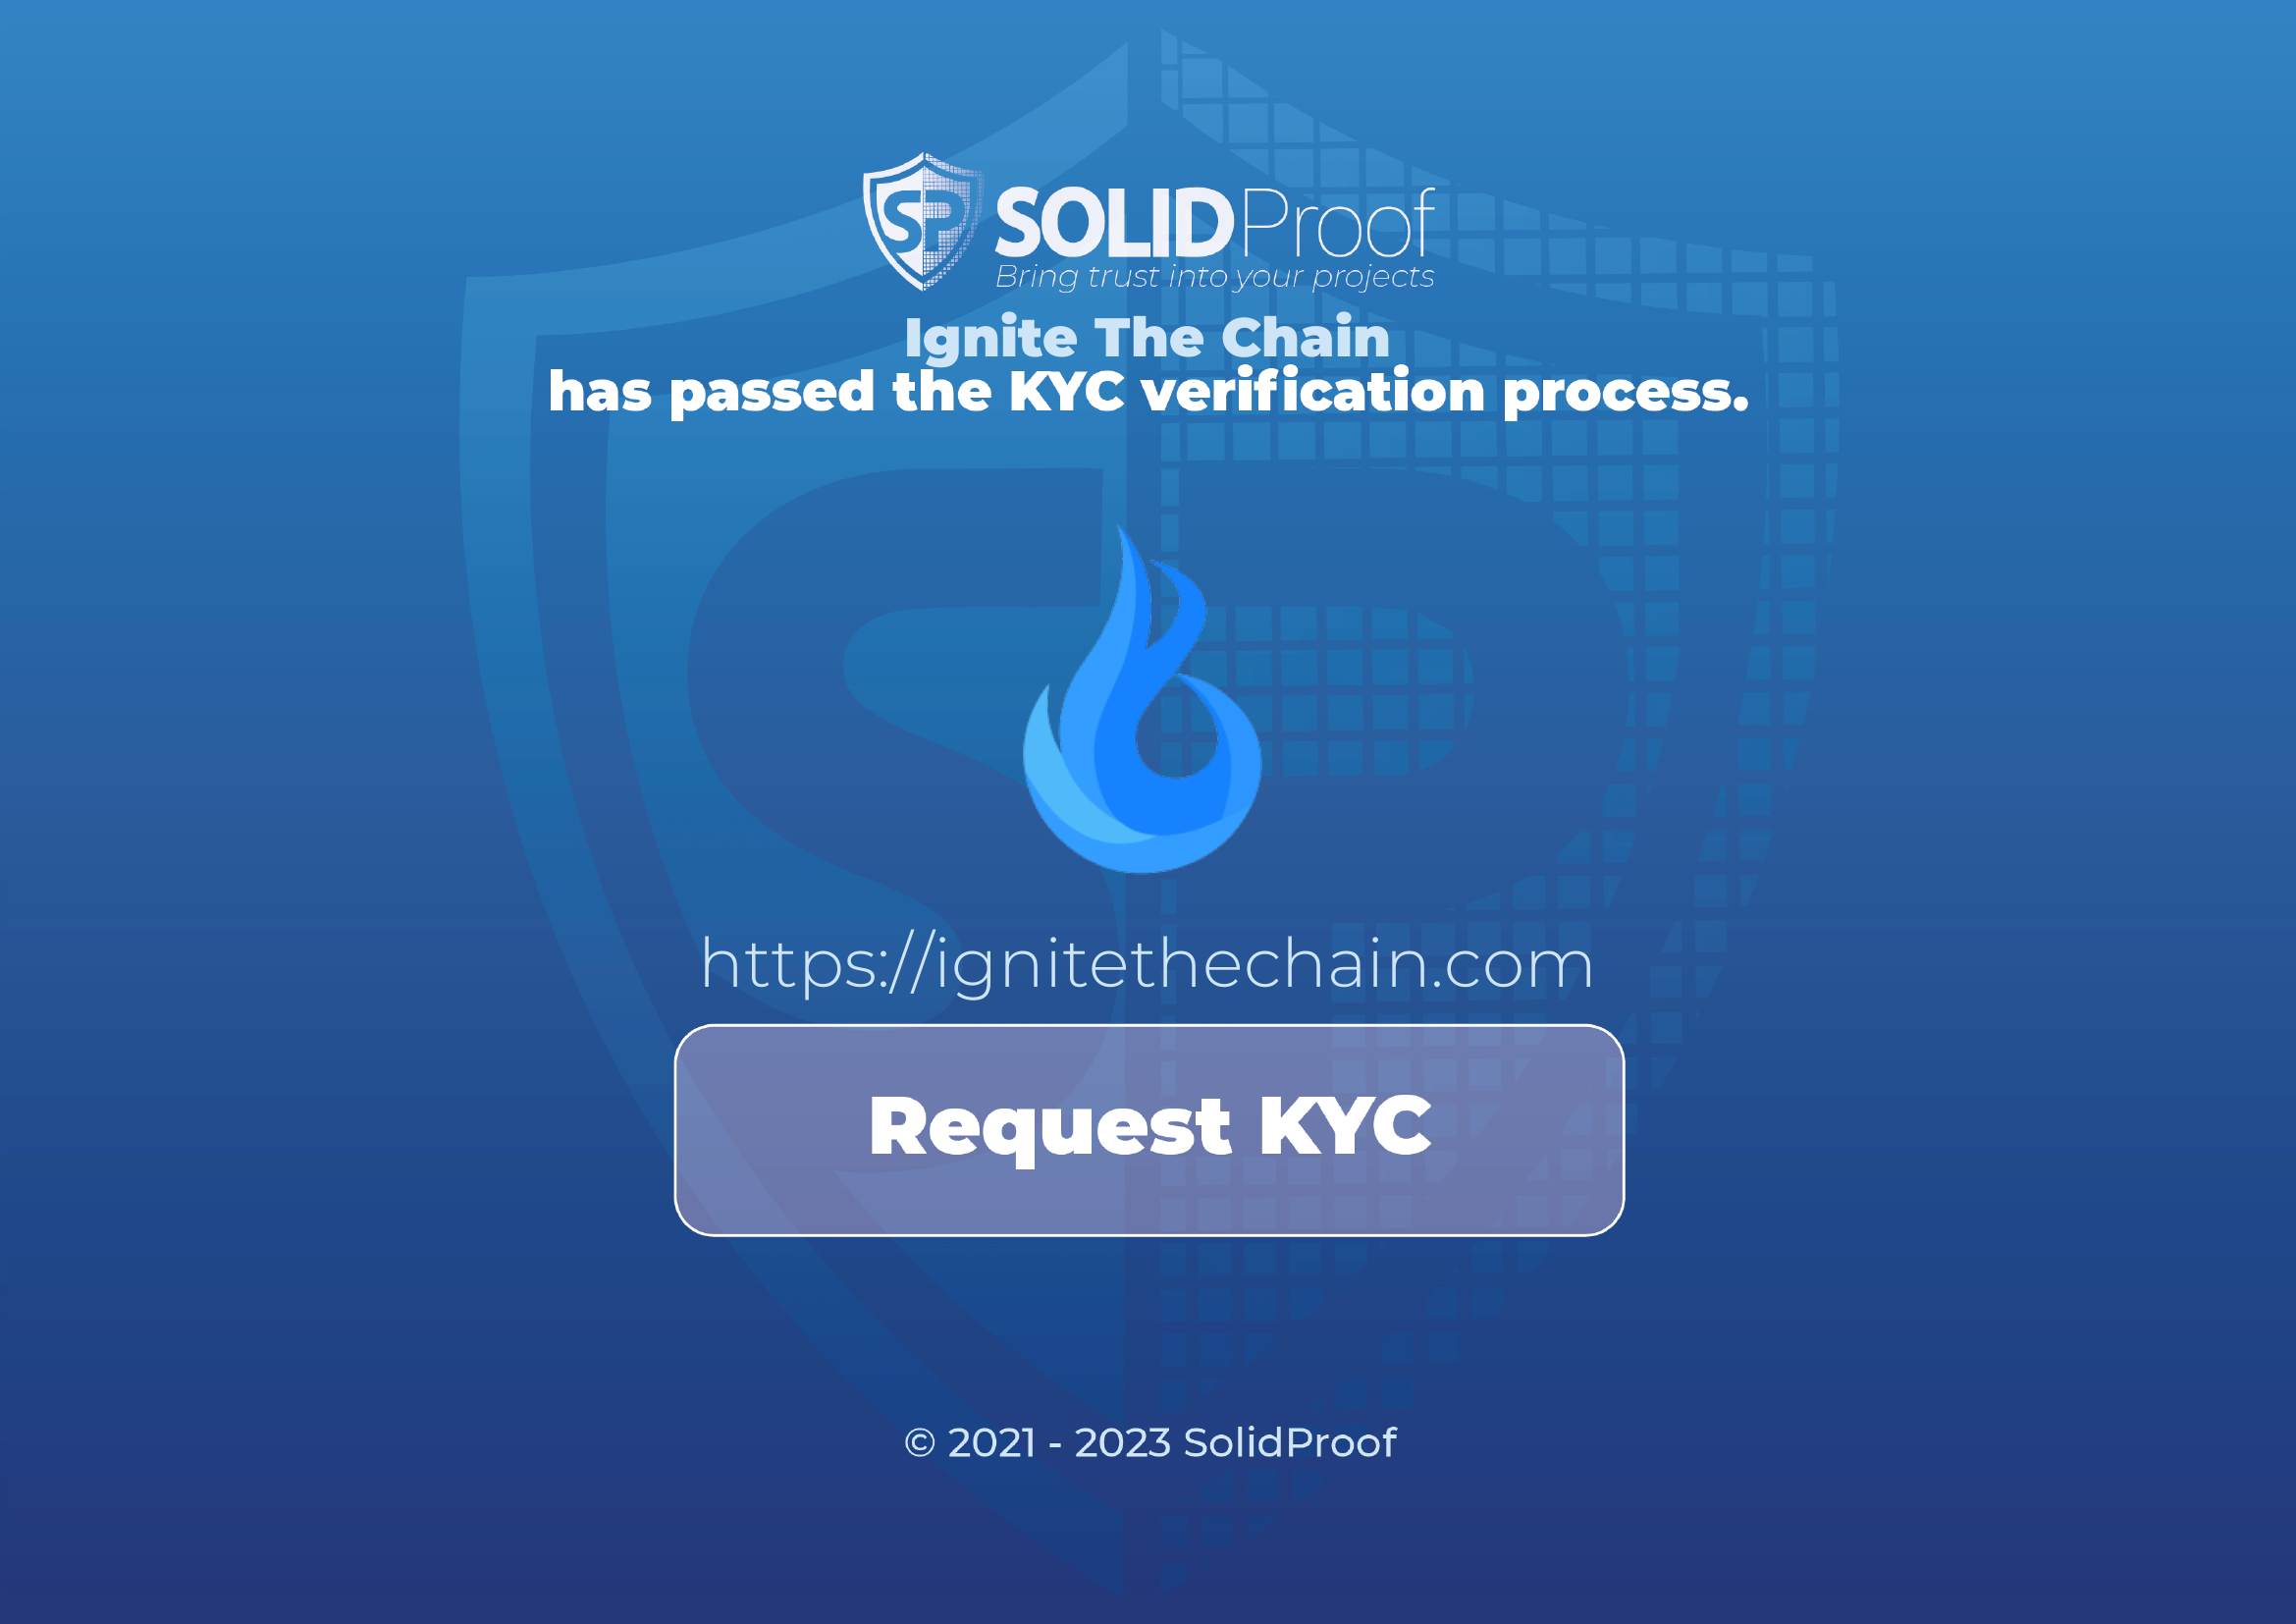 SP SOLIDProof
Bring trust into your projects
Ignite The Chain
has passed the KYC verification process.
https://ignitethechain.com
Request KYC
© 2021 - 2023 SolidProof